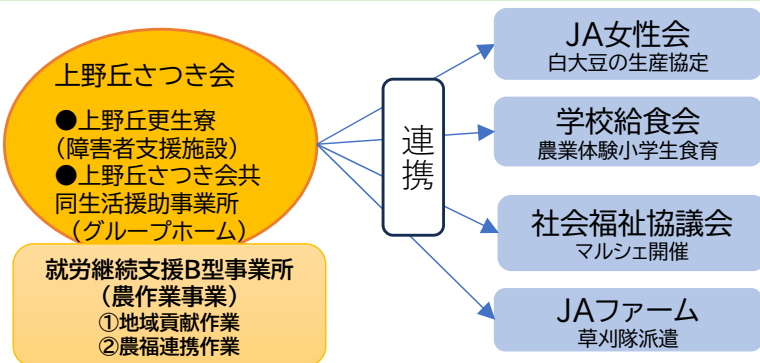 上野丘さつき会
●上野丘更生寮
(障害者支援施設)
●上野丘さつき会共
同生活援助事業所
(グループホーム)
就労継続支援B型事業所
(農作業事業)
①地域貢献作業
②農福連携作業
連携
JA女性会
白大豆の生産協定
学校給食会
農業体験小学生食育
社会福祉協議会
マルシェ開催
JAファーム
草刈隊派遣